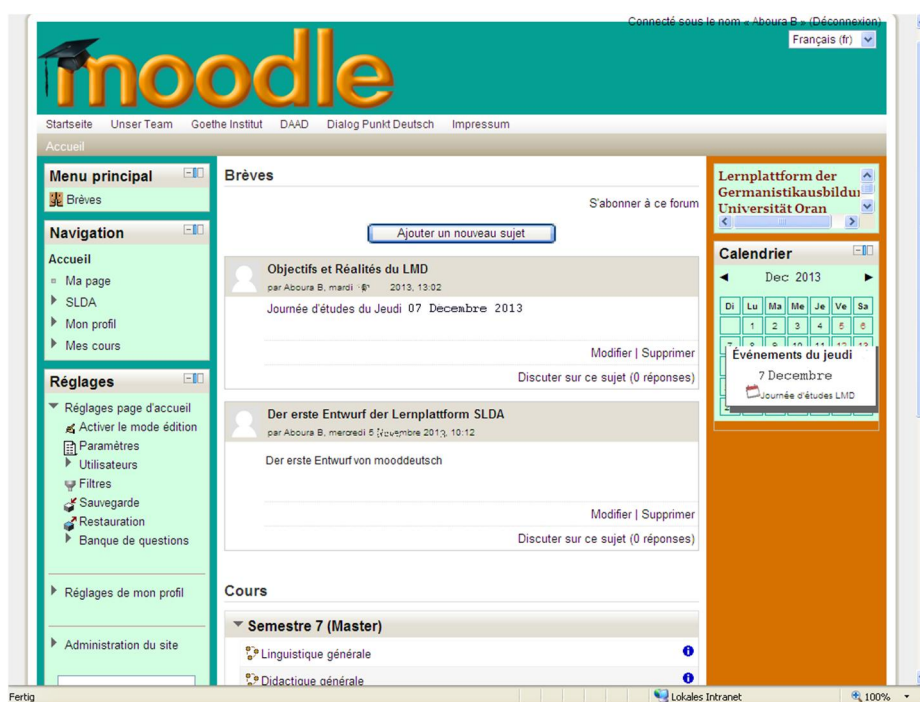 Connecté sous le nom « Aboura B » (Déconnexion)
Français (fr)
moodle
Startseite Unser Team Goethe Institut DAAD Dialog Punkt Deutsch Impressum
Accueil
Menu principal
Brèves
Navigation
Accueil
Ma page
SLDA
Mon profil
Mes cours
Réglages
Réglages page d'accueil
Activer le mode édition
Paramètres
Utilisateurs
Filtres
Sauvegarde
Restauration
Banque de questions
Réglages de mon profil
Administration du site
Brèves
S'abonner à ce forum
Ajouter un nouveau sujet
Objectifs et Réalités du LMD
par Aboura B, mardi 2013, 13:02
Journée d'études du Jeudi 07 Decembre 2013
Modifier | Supprimer
Discuter sur ce sujet (0 réponses)
Der erste Entwurf der Lernplattform SLDA
par Aboura B, mercredi 5 2013, 10:12
Der erste Entwurf von mooddeutsch
Modifier | Supprimer
Discuter sur ce sujet (0 réponses)
Cours
Semestre 7 (Master)
Linguistique générale
Didactique générale
Lernplattform der
Germanistikausbildu
Universität Oran
Calendrier
Dec 2013
Di Lu Ma Me Je Ve Sa
1 2 3 4 5 6
Événements du jeudi
7 Decembre
Journée d'études LMD
Fertig
Lokales Intranet
100%